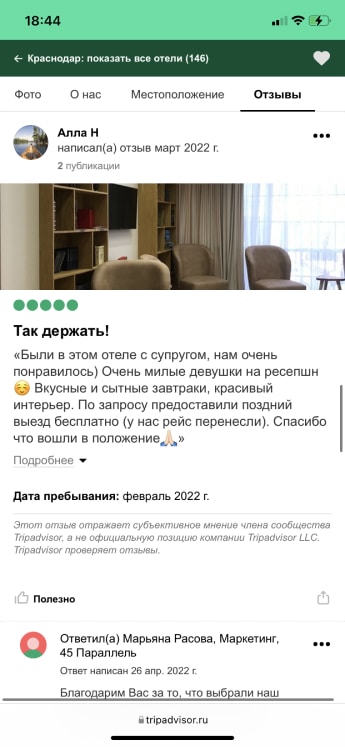 18:44
← Краснодар: показать все отели (146)
Фото О нас Местоположение Отзывы
Алла Н
написал(а) отзыв март 2022 г.
2 публикации
Так держать!
«Были в этом отеле с супругом, нам очень
понравилось) Очень милые девушки на ресепшн
☺️ Вкусные и сытные завтраки, красивый
интерьер. По запросу предоставили поздний
выезд бесплатно (у нас рейс перенесли). Спасибо
что вошли в положение🙏🏻»
Подробнее
Дата пребывания: февраль 2022 г.
Этот отзыв отражает субъективное мнение члена сообщества
Tripadvisor, а не официальную позицию компании Tripadvisor LLC.
Tripadvisor проверяет отзывы.
Полезно
Ответил(а) Марьяна Расова, Маркетинг,
45 Параллель
Ответ написан 26 апр. 2022 г.
Благодарим Вас за то, что выбрали наш
tripadvisor.ru